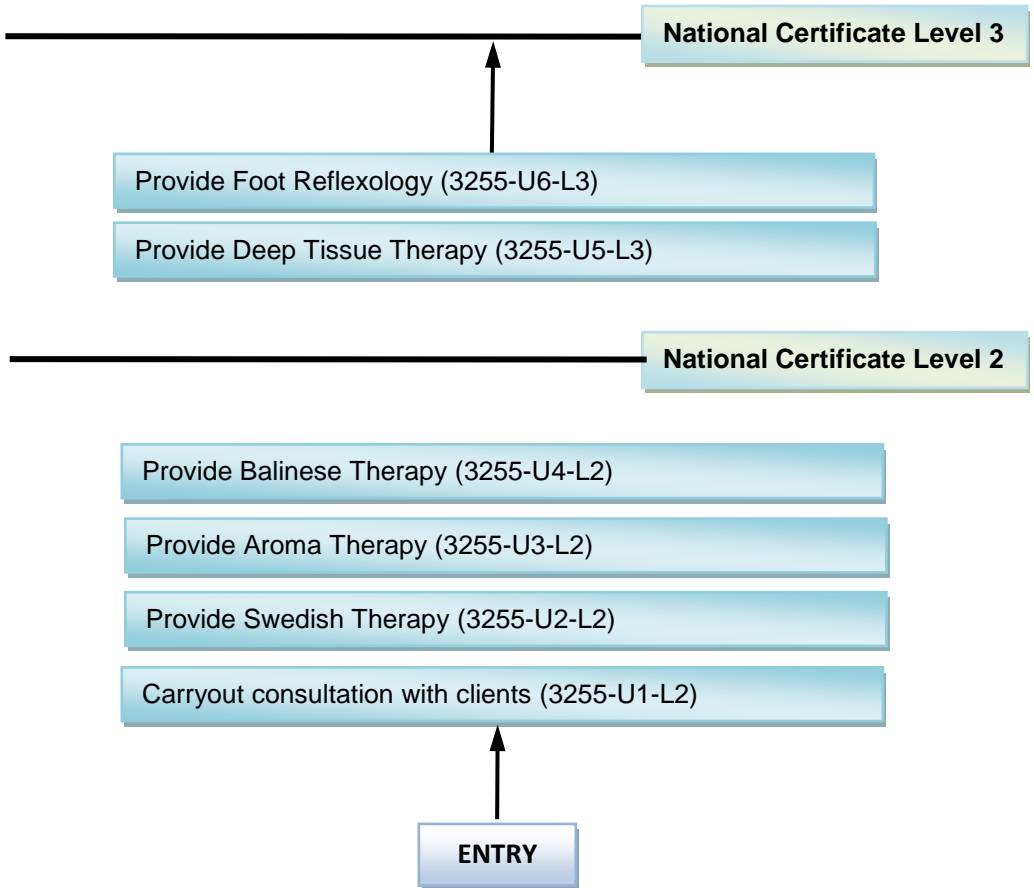 National Certificate Level 3
Provide Foot Reflexology (3255-U6-L3)
Provide Deep Tissue Therapy (3255-U5-L3)
National Certificate Level 2
Provide Balinese Therapy (3255-U4-L2)
Provide Aroma Therapy (3255-U3-L2)
Provide Swedish Therapy (3255-U2-L2)
Carryout consultation with clients (3255-U1-L2)
ENTRY